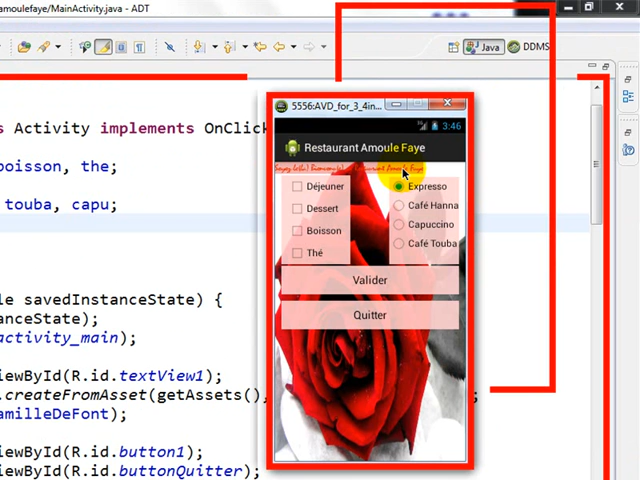 amoulefaye/MainActivity.java - ADT
Java
DDMS
5556:AVD_for_3_4in...
3:46
Restaurant Amoule Faye
s Activity implements OnClick
boisson, the;
touba, capu;
Déjeuner
Dessert
Boisson
Thé
Expresso
Café Hanna
Capuccino
Café Touba
Valider
Quitter
le savedInstanceState) {
anceState);
activity_main);
iewById(R.id.textView1);
.createFromAsset(getAssets(),
;
amilleDeFont);
iewById(R.id.button1);
iewById(R.id.buttonQuitter);